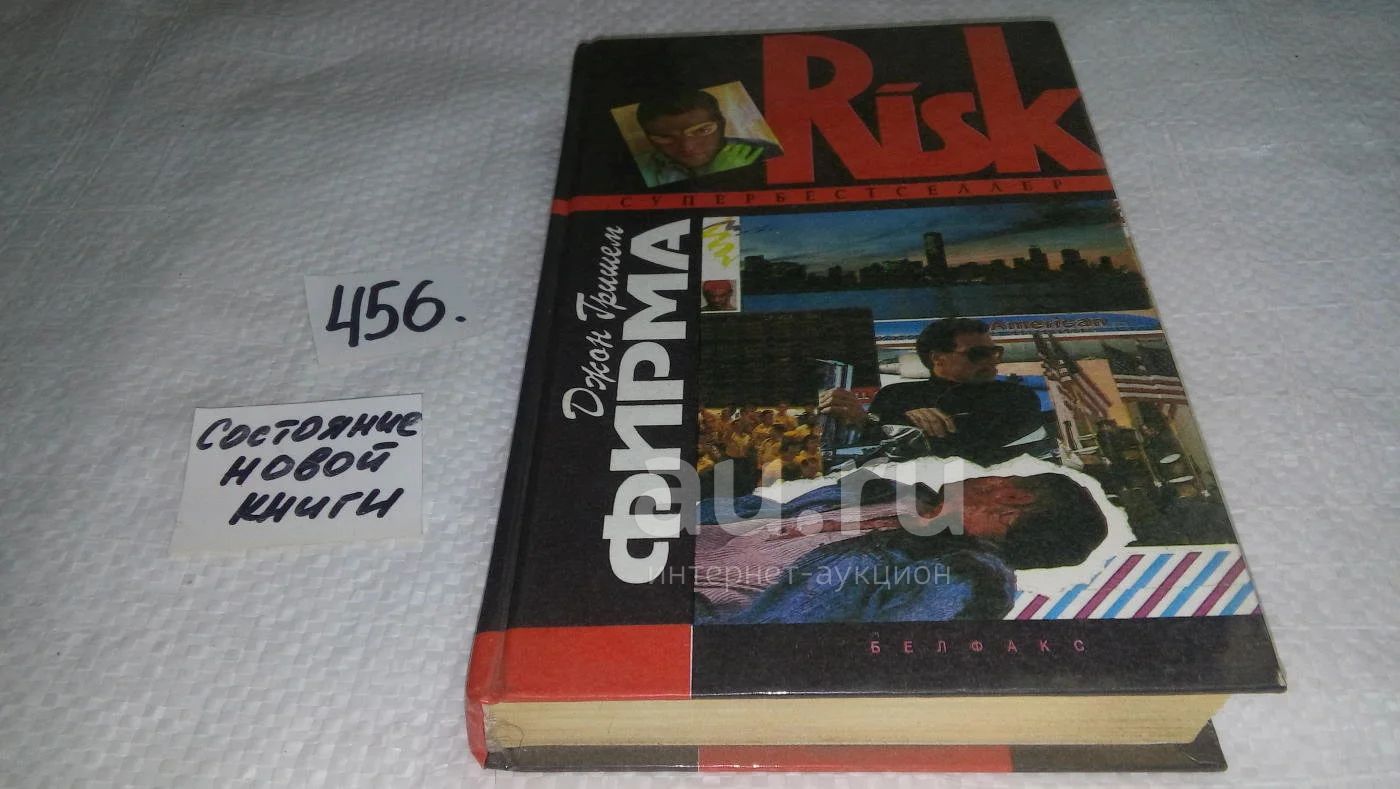 Risk
СУПЕРБЕСТСЕЛЛЕР
Джон Гришем
ФИРМА
American
БЕЛФАКС
456.
Состояние
новой
книги
au.ru
интернет-аукцион